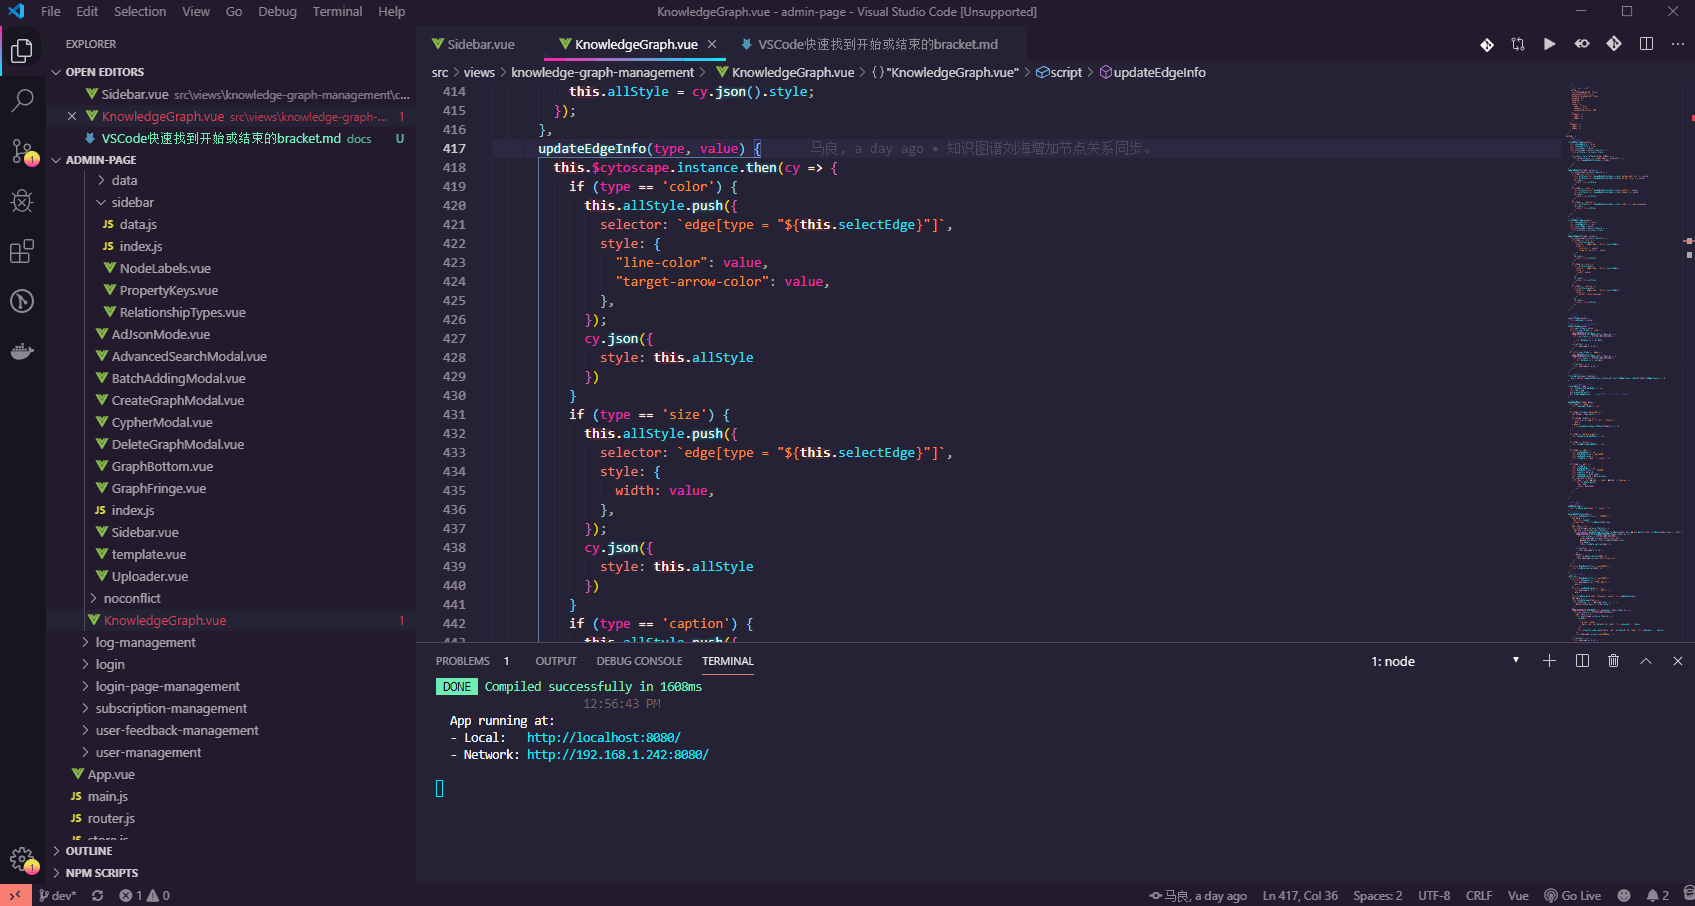 File Edit Selection View Go Debug Terminal Help
KnowledgeGraph.vue - admin-page - Visual Studio Code [Unsupported]
EXPLORER
OPEN EDITORS
Sidebar.vue src\views\knowledge-graph-management\c...
KnowledgeGraph.vue src\views\knowledge-graph-... 1
VSCode快速找到开始或结束的bracket.md docs U
ADMIN-PAGE
data
sidebar
JS data.js
JS index.js
NodeLabels.vue
PropertyKeys.vue
RelationshipTypes.vue
AdJsonMode.vue
AdvancedSearchModal.vue
BatchAddingModal.vue
CreateGraphModal.vue
CypherModal.vue
DeleteGraphModal.vue
GraphBottom.vue
GraphFringe.vue
JS index.js
Sidebar.vue
template.vue
Uploader.vue
noconflict
KnowledgeGraph.vue 1
log-management
login
login-page-management
subscription-management
user-feedback-management
user-management
App.vue
JS main.js
JS router.js
JS store.js
OUTLINE
NPM SCRIPTS
1
1
Sidebar.vue KnowledgeGraph.vue VSCode快速找到开始或结束的bracket.md
src > views > knowledge-graph-management > KnowledgeGraph.vue > {} "KnowledgeGraph.vue" > script > updateEdgeInfo
414 this.allStyle = cy.json().style;
415 });
416 },
417 updateEdgeInfo(type, value) { 马良, a day ago • 知识图谱刘海增加节点关系同步。
418 this.$cytoscape.instance.then(cy => {
419 if (type == 'color') {
420 this.allStyle.push({
421 selector: `edge[type = "${this.selectEdge}"]`,
422 style: {
423 "line-color": value,
424 "target-arrow-color": value,
425 },
426 });
427 cy.json({
428 style: this.allStyle
429 })
430 }
431 if (type == 'size') {
432 this.allStyle.push({
433 selector: `edge[type = "${this.selectEdge}"]`,
434 style: {
435 width: value,
436 },
437 });
438 cy.json({
439 style: this.allStyle
440 })
441 }
442 if (type == 'caption') {
443 this.allStyle.push({
PROBLEMS 1 OUTPUT DEBUG CONSOLE TERMINAL 1: node
DONE Compiled successfully in 1608ms
12:56:43 PM
App running at:
- Local: http://localhost:8080/
- Network: http://192.168.1.242:8080/
dev* 1 0 马良, a day ago Ln 417, Col 36 Spaces: 2 UTF-8 CRLF Vue Go Live 2